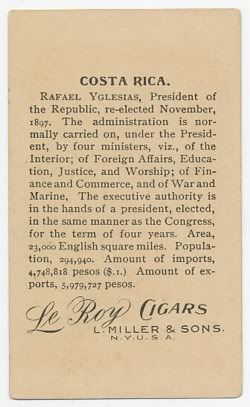 COSTA RICA.
RAFAEL YGLESIAS, President of
the Republic, re-elected November,
1897. The administration is nor-
mally carried on, under the Presid-
ent, by four ministers, viz., of the
Interior; of Foreign Affairs, Educa-
tion, Justice, and Worship; of Fin-
ance and Commerce, and of War and
Marine, The executive authority is
in the hands of a president, elected,
in the same manner as the Congress,
for the term of four years. Area,
23,000 English square miles. Popula-
tion, 294,940. Amount of imports,
4,748,818 pesos ($.1.) Amount of ex-
ports, 5,979,727 pesos.
Le Roy CIGARS
L. MILLER & SONS.
N.Y.U.S.A.